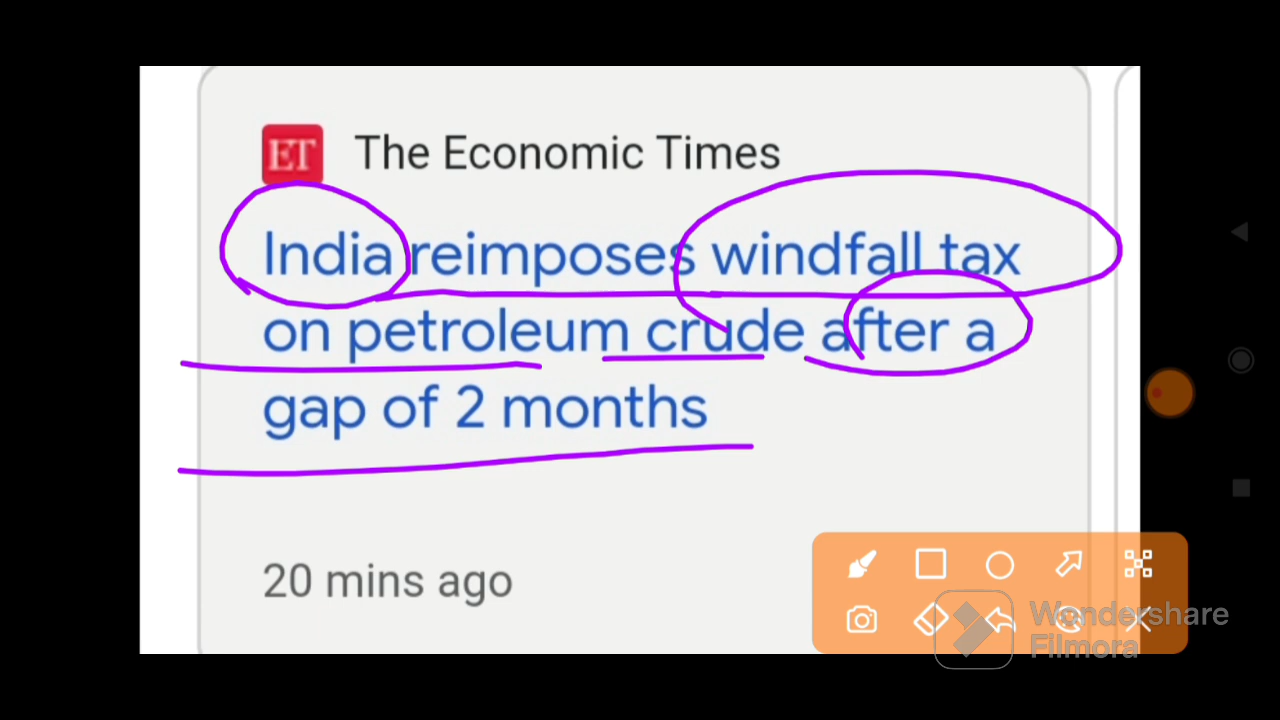 ET The Economic Times
India reimposes windfall tax
on petroleum crude after a
gap of 2 months
20 mins ago
Wondershare
Filmora